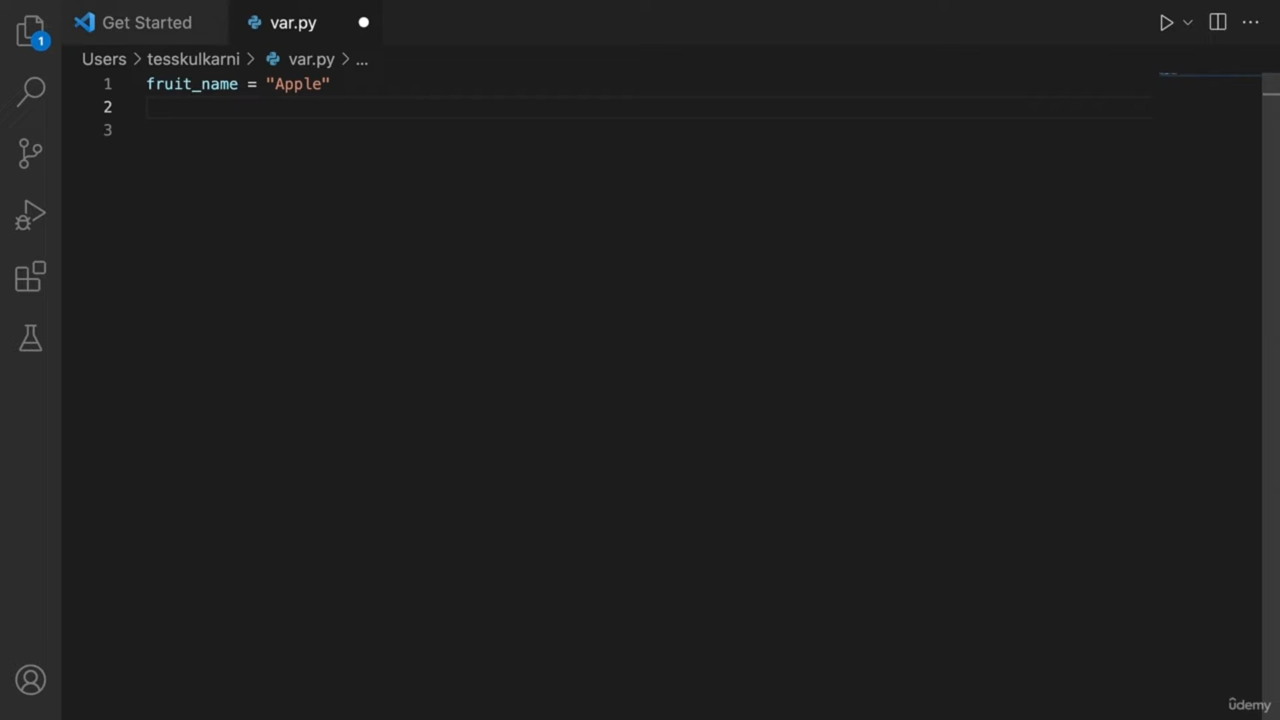 1
Get Started
var.py
Users > tesskulkarni > var.py > ...
1 fruit_name = "Apple"
2
3
ûdemy